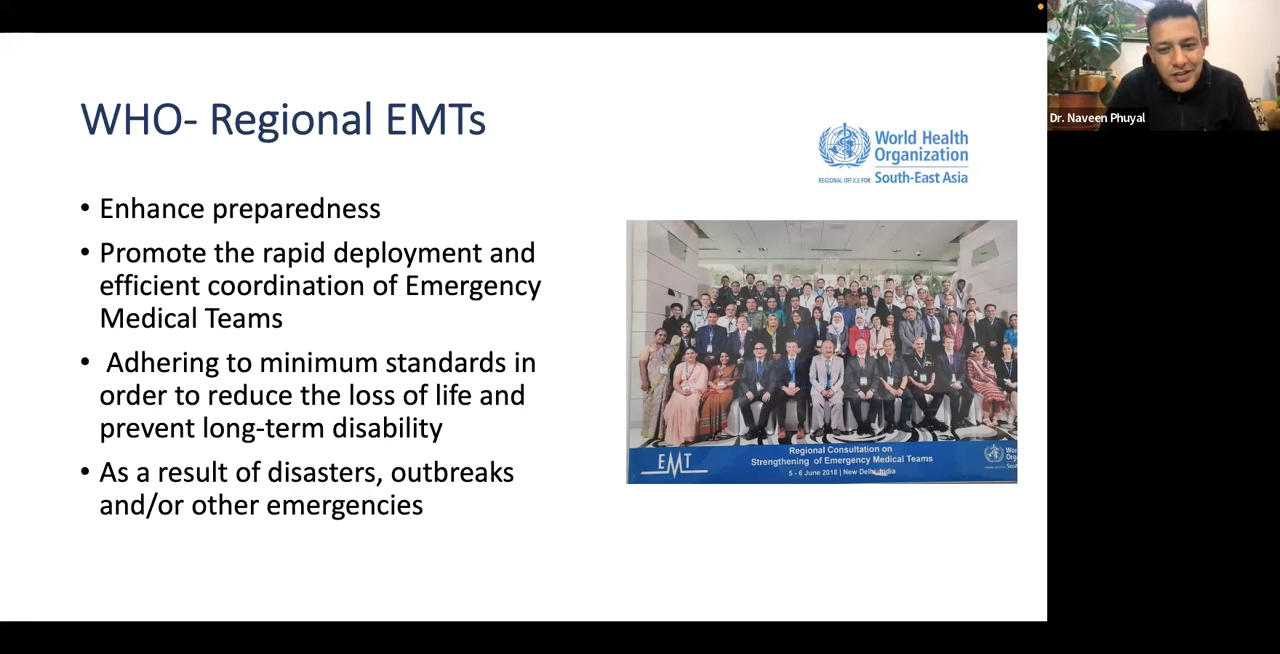 WHO- Regional EMTs
World Health
Organization
REGIONAL OFFICE FOR South-East Asia
• Enhance preparedness
• Promote the rapid deployment and
efficient coordination of Emergency
Medical Teams
• Adhering to minimum standards in
order to reduce the loss of life and
prevent long-term disability
• As a result of disasters, outbreaks
and/or other emergencies
EMT
Regional Consultation on
Strengthening of Emergency Medical Teams
5 - 6 June 2018 | New Delhi, India
Dr. Naveen Phuyal